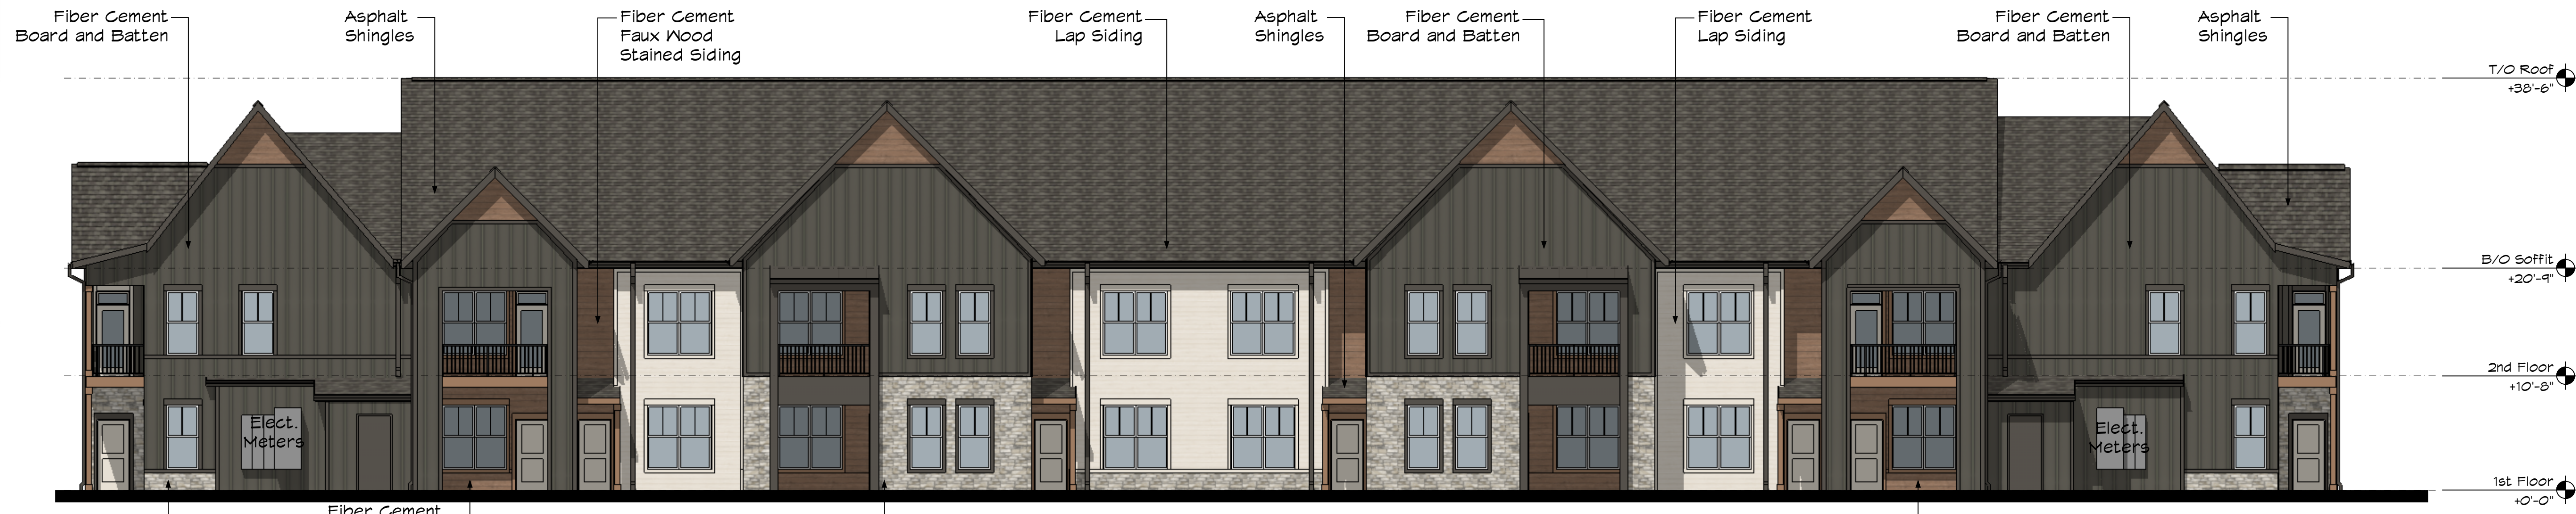 Fiber Cement
Board and Batten
Asphalt
Shingles
Fiber Cement
Faux Wood
Stained Siding
Fiber Cement
Lap Siding
Asphalt
Shingles
Fiber Cement
Board and Batten
Fiber Cement
Lap Siding
Fiber Cement
Board and Batten
Asphalt
Shingles
T/O Roof
+38'-6"
B/O Soffit
+20'-9"
2nd Floor
+10'-8"
Elect.
Meters
Elect.
Meters
1st Floor
+0'-0"
Fiber Cement